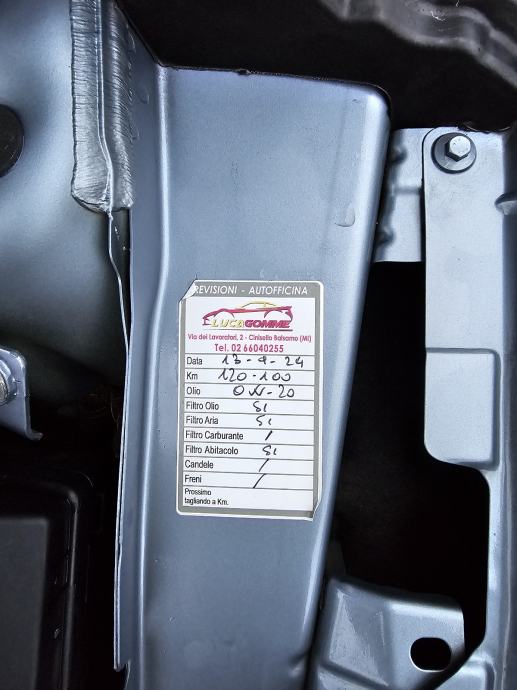 REVISIONI - AUTOFFICINA
LUCAGOMME
Via dei Lavoratori, 2 - Cinisello Balsamo (MI)
Tel. 02 66040255
Data 13-9-24
Km 120-100
Olio 0W-20
Filtro Olio Si
Filtro Aria Si
Filtro Carburante /
Filtro Abitacolo Si
Candele /
Freni /
Prossimo
tagliando a Km.